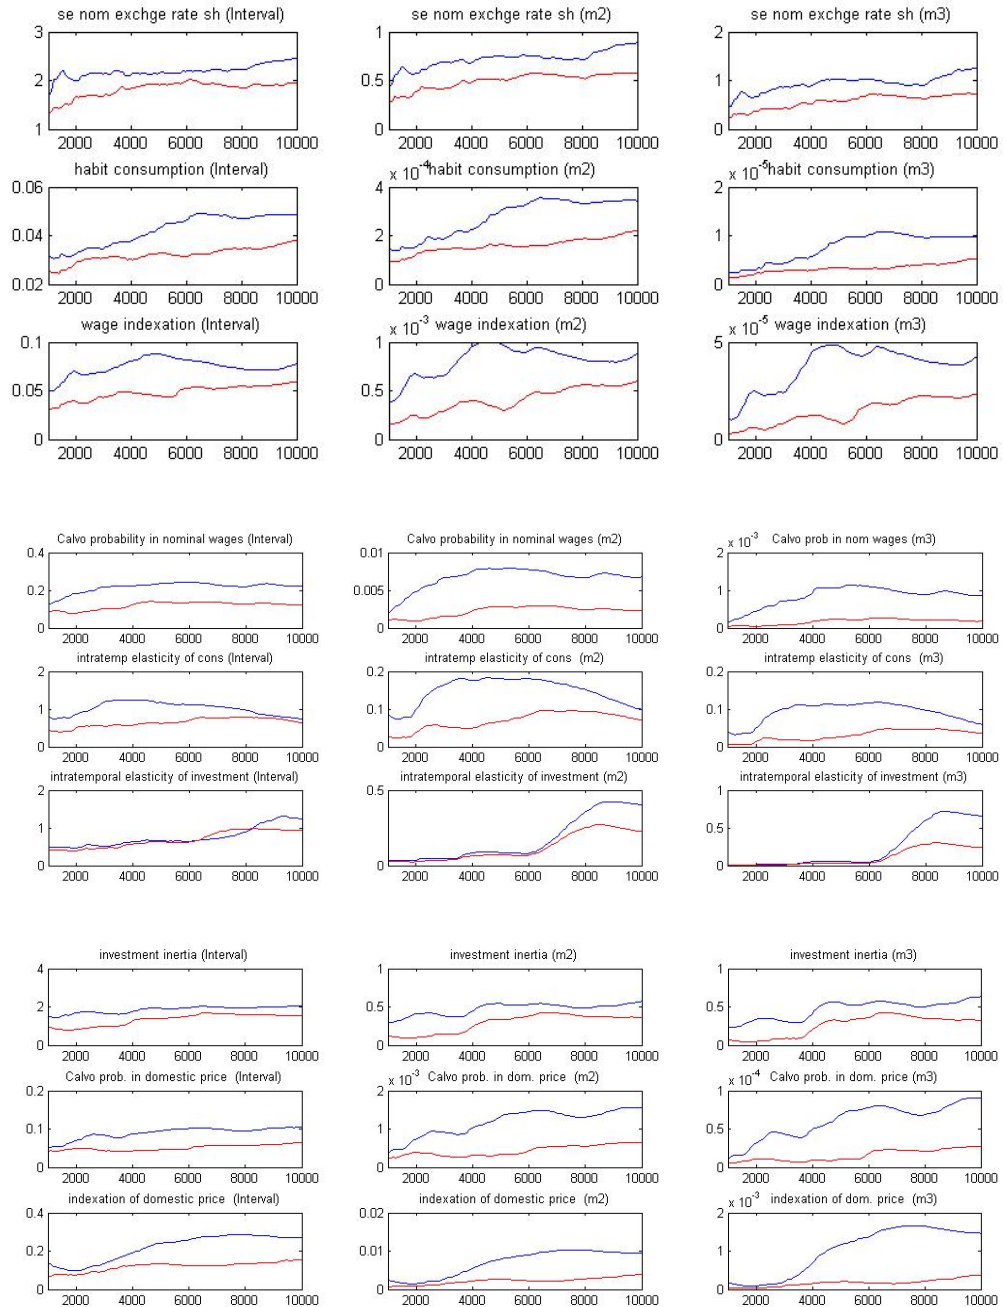 se nom exchge rate sh (Interval) se nom exchge rate sh (m2) se nom exchge rate sh (m3)
3 1 2
2 0.5 1
1 0 0
2000 4000 6000 8000 10000 2000 4000 6000 8000 10000 2000 4000 6000 8000 10000
habit consumption (Interval) x 10^-4 habit consumption (m2) x 10^-5 habit consumption (m3)
0.06 4 2
0.04 2 1
0.02 0 0
2000 4000 6000 8000 10000 2000 4000 6000 8000 10000 2000 4000 6000 8000 10000
wage indexation (Interval) x 10^-3 wage indexation (m2) x 10^-5 wage indexation (m3)
0.1 1 5
0.05 0.5
0 0 0
2000 4000 6000 8000 10000 2000 4000 6000 8000 10000 2000 4000 6000 8000 10000
Calvo probability in nominal wages (Interval) Calvo probability in nominal wages (m2) x 10^-3 Calvo prob in nom wages (m3)
0.4 0.01 2
0.2 0.005 1
0 0 0
2000 4000 6000 8000 10000 2000 4000 6000 8000 10000 2000 4000 6000 8000 10000
intratemp elasticity of cons (Interval) intratemp elasticity of cons (m2) intratemp elasticity of cons (m3)
2 0.2 0.2
1 0.1 0.1
0 0 0
2000 4000 6000 8000 10000 2000 4000 6000 8000 10000 2000 4000 6000 8000 10000
intratemporal elasticity of investment (Interval) intratemporal elasticity of investment (m2) intratemporal elasticity of investment (m3)
2 0.5 1
1 0.5
0 0 0
2000 4000 6000 8000 10000 2000 4000 6000 8000 10000 2000 4000 6000 8000 10000
investment inertia (Interval) investment inertia (m2) investment inertia (m3)
4 1 1
2 0.5 0.5
0 0 0
2000 4000 6000 8000 10000 2000 4000 6000 8000 10000 2000 4000 6000 8000 10000
Calvo prob. in domestic price (Interval) x 10^-3 Calvo prob. in dom. price (m2) x 10^-4 Calvo prob. in dom. price (m3)
0.2 2 1
0.1 1 0.5
0 0 0
2000 4000 6000 8000 10000 2000 4000 6000 8000 10000 2000 4000 6000 8000 10000
indexation of domestic price (Interval) indexation of domestic price (m2) x 10^-3 indexation of dom. price (m3)
0.4 0.02 2
0.2 0.01 1
0 0 0
2000 4000 6000 8000 10000 2000 4000 6000 8000 10000 2000 4000 6000 8000 10000